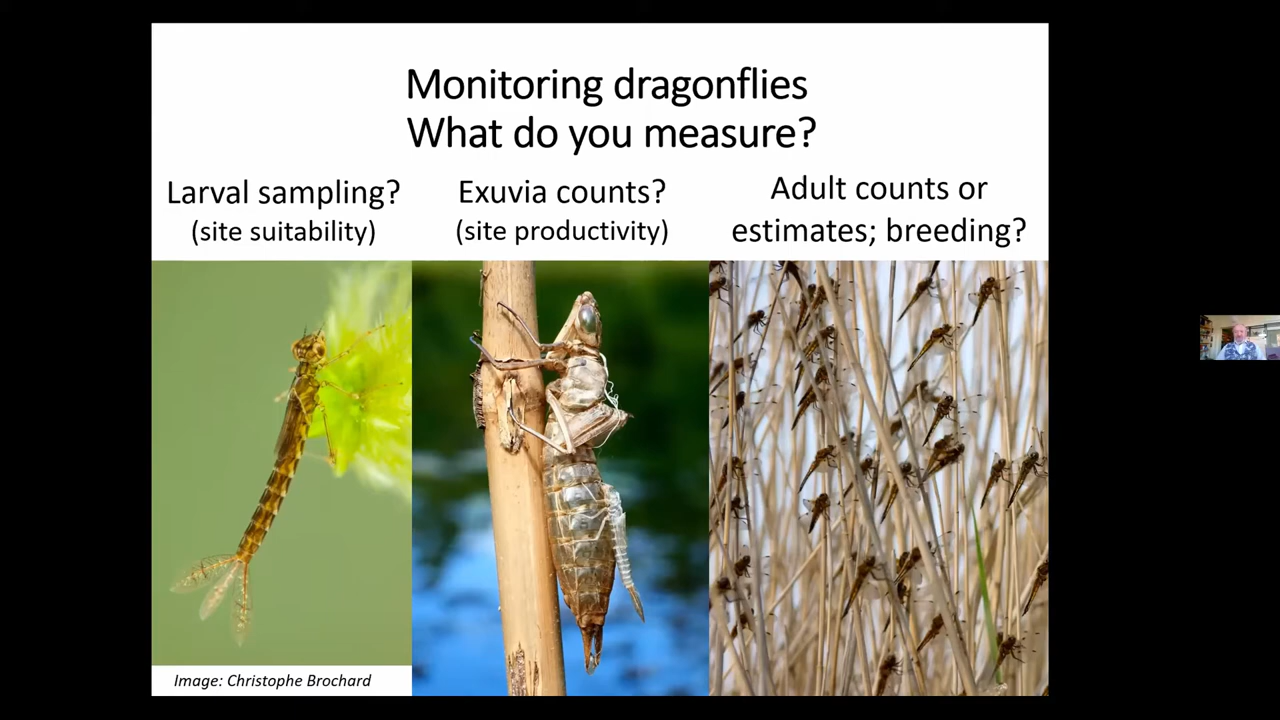 Monitoring dragonflies
What do you measure?
Larval sampling?
(site suitability)
Exuvia counts?
(site productivity)
Adult counts or
estimates; breeding?
Image: Christophe Brochard